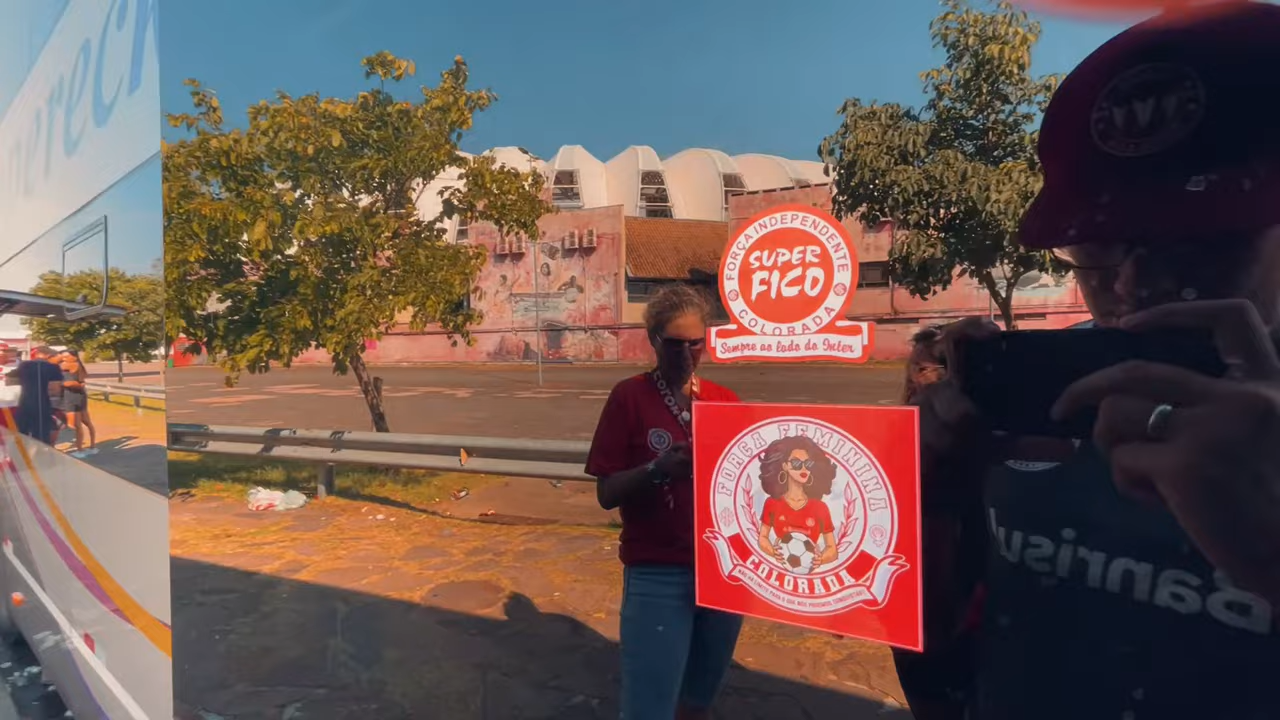 FORÇA INDEPENDENTE
SUPER
FICO
COLORADA
Sempre ao lado do Inter
FORÇA FEMININA
COLORADA
Banrisul